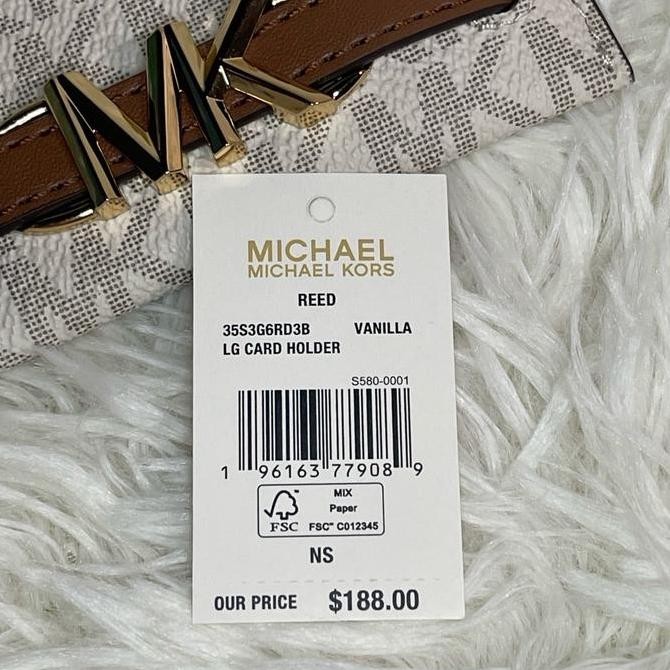 MK
MICHAEL
MICHAEL KORS
REED
35S3G6RD3B VANILLA
LG CARD HOLDER
S580-0001
1 96163 77908 9
FSC
MIX
Paper
FSC™ C012345
NS
OUR PRICE $188.00